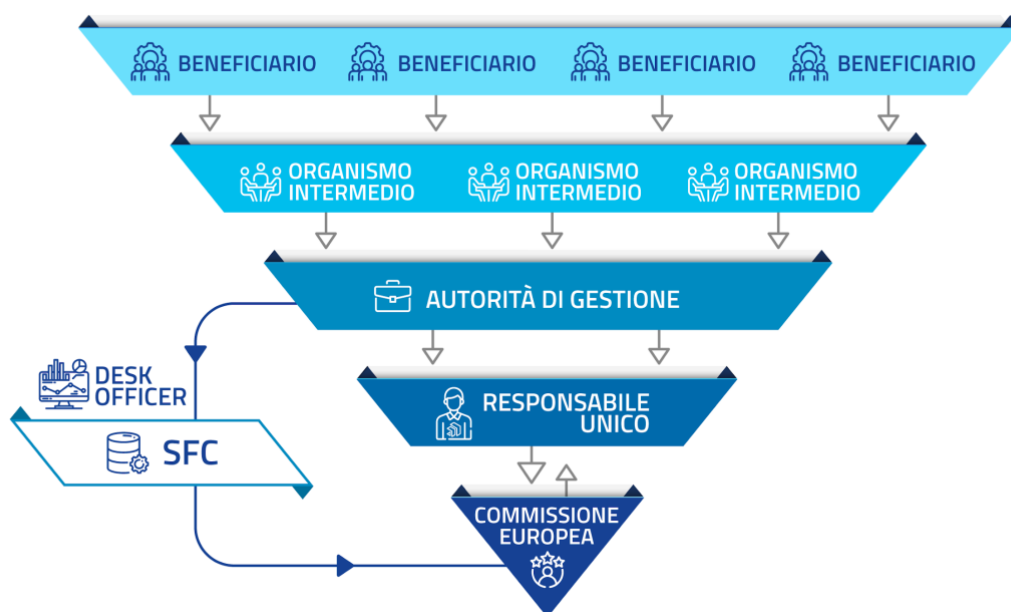 BENEFICIARIO
BENEFICIARIO
BENEFICIARIO
BENEFICIARIO
ORGANISMO
INTERMEDIO
ORGANISMO
INTERMEDIO
ORGANISMO
INTERMEDIO
AUTORITÀ DI GESTIONE
DESK
OFFICER
SFC
RESPONSABILE
UNICO
COMMISSIONE
EUROPEA